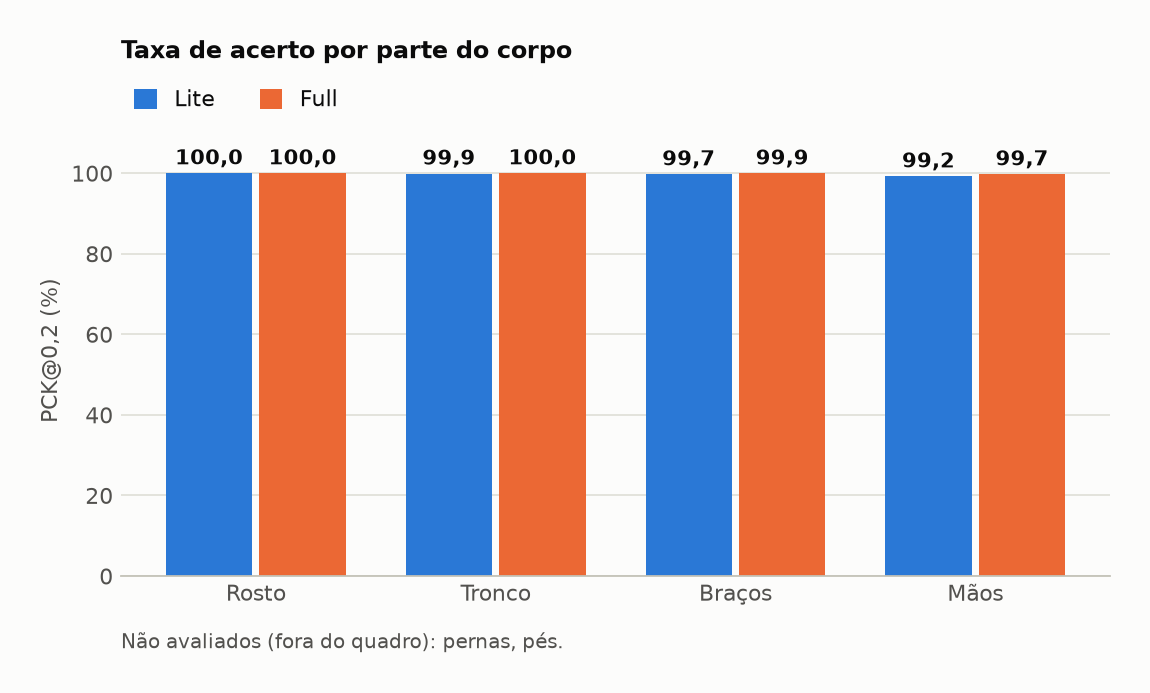 Taxa de acerto por parte do corpo
Lite Full
100,0 100,0 99,9 100,0 99,7 99,9 99,2 99,7
100
80
60
40
20
0
PCK@0,2 (%)
Rosto Tronco Braços Mãos
Não avaliados (fora do quadro): pernas, pés.